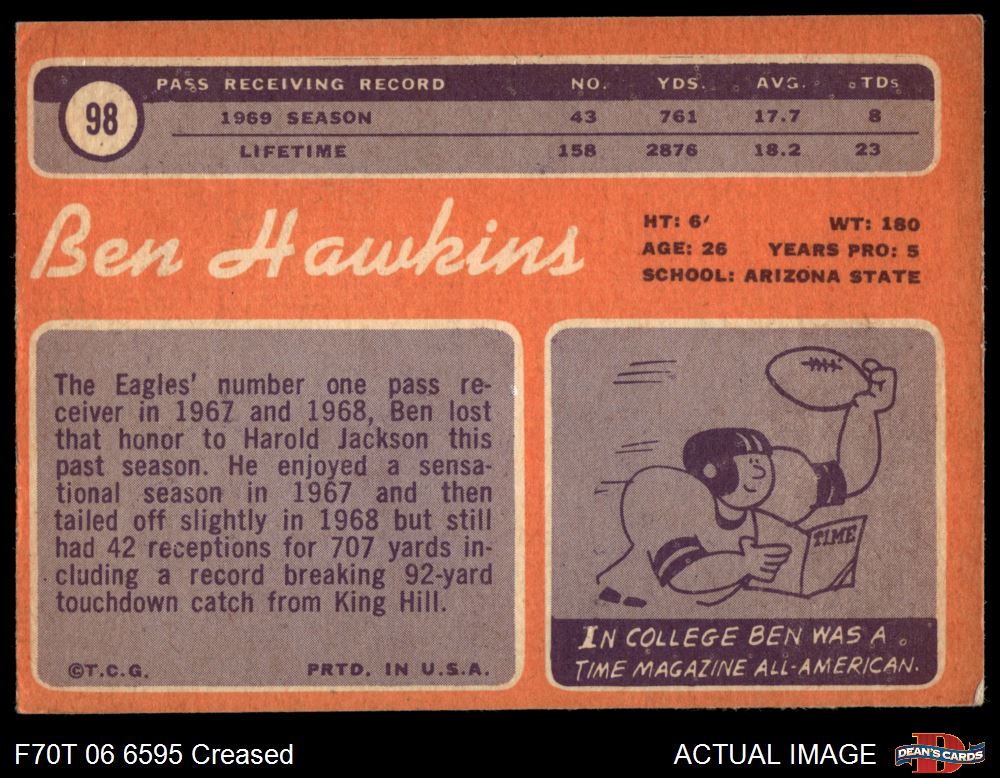 98
PASS RECEIVING RECORD NO. YDS. AVG. TDs
1969 SEASON 43 761 17.7 8
LIFETIME 158 2876 18.2 23
Ben Hawkins
HT: 6' WT: 180
AGE: 26 YEARS PRO: 5
SCHOOL: ARIZONA STATE
The Eagles' number one pass re-
ceiver in 1967 and 1968, Ben lost
that honor to Harold Jackson this
past season. He enjoyed a sensa-
tional season in 1967 and then
tailed off slightly in 1968 but still
had 42 receptions for 707 yards in-
cluding a record breaking 92-yard
touchdown catch from King Hill.
©T.C.G. PRTD. IN U.S.A.
TIME
IN COLLEGE BEN WAS A
TIME MAGAZINE ALL-AMERICAN.
F70T 06 6595 Creased ACTUAL IMAGE
DEAN'S CARDS